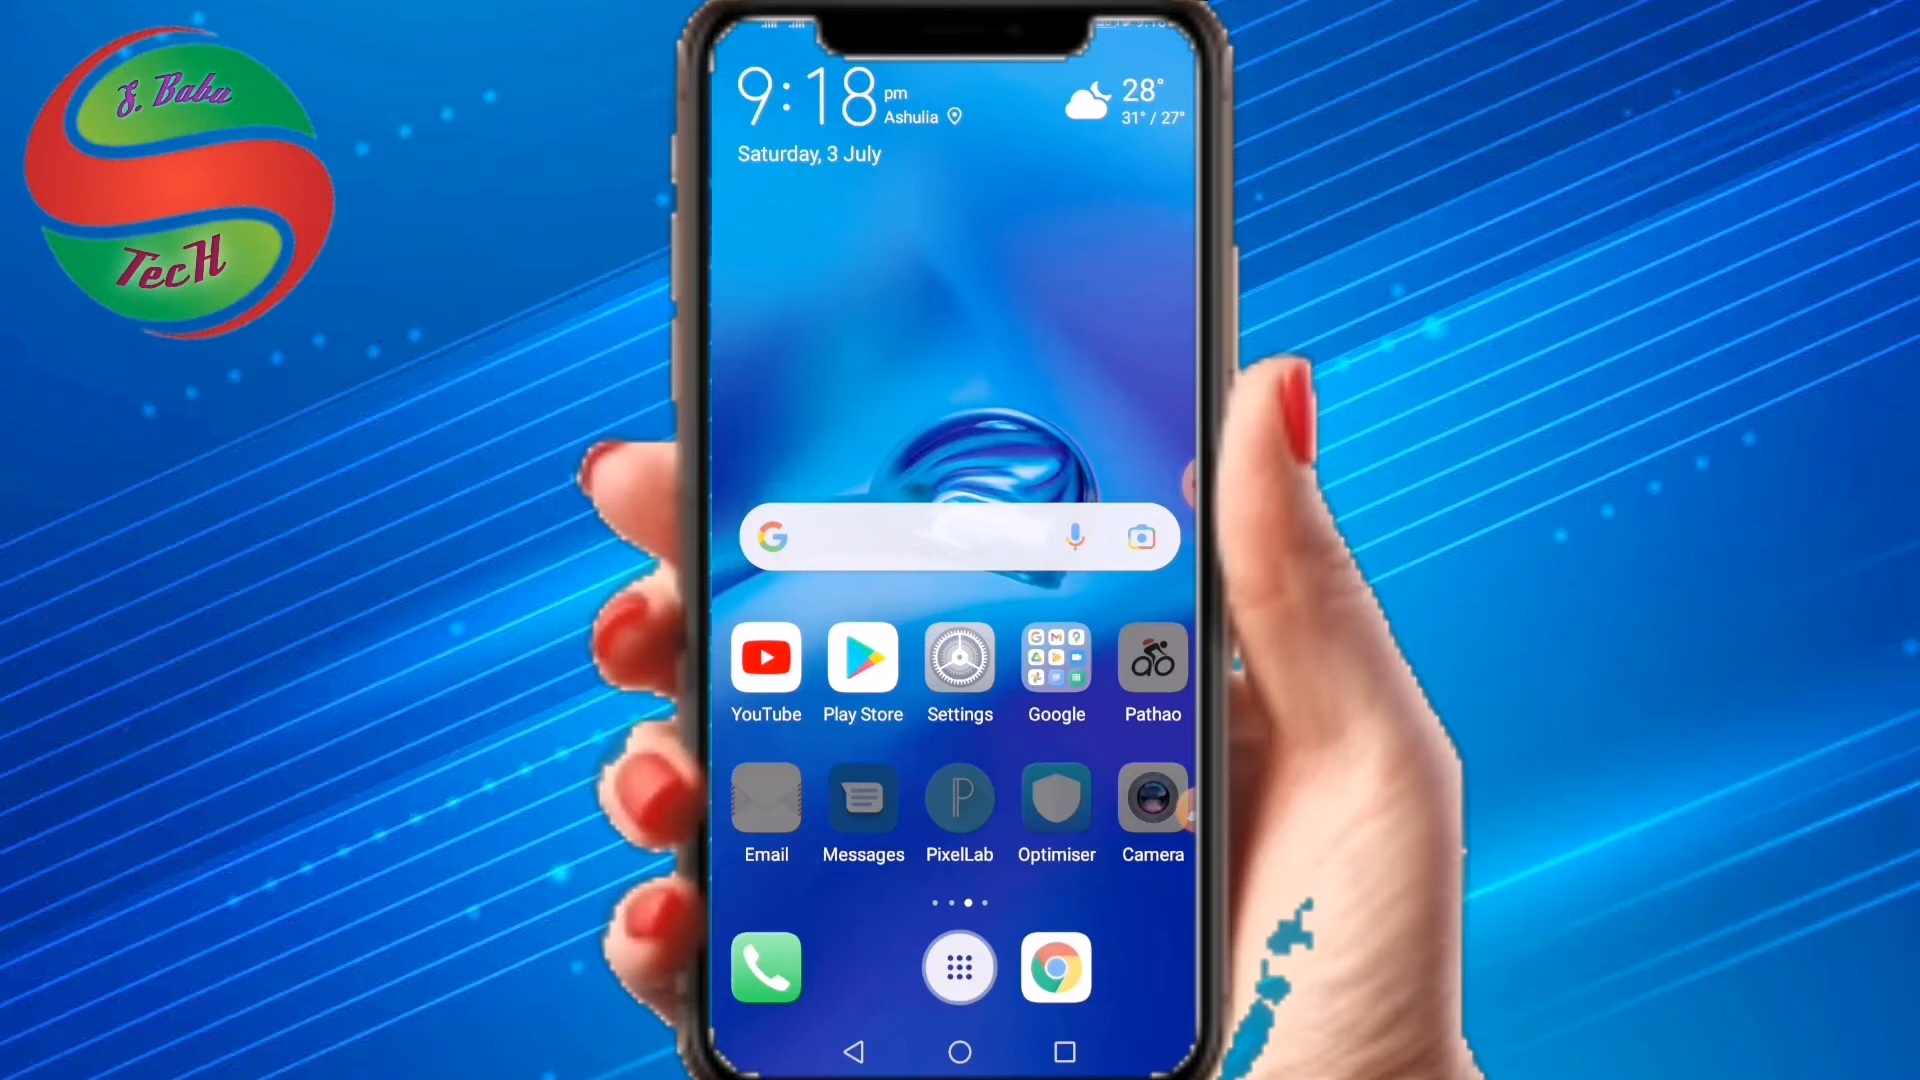 S. Babu
TecH
9:18 pm
Ashulia
28°
31° / 27°
Saturday, 3 July
YouTube
Play Store
Settings
Google
Pathao
Email
Messages
PixelLab
Optimiser
Camera